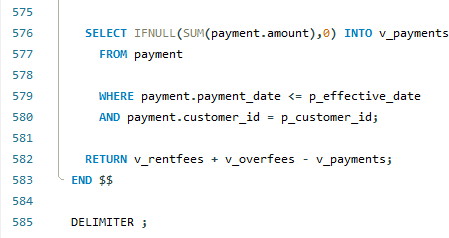 575
576 SELECT IFNULL(SUM(payment.amount),0) INTO v_payments
577 FROM payment
578
579 WHERE payment.payment_date <= p_effective_date
580 AND payment.customer_id = p_customer_id;
581
582 RETURN v_rentfees + v_overfees - v_payments;
583 END $$
584
585 DELIMITER ;